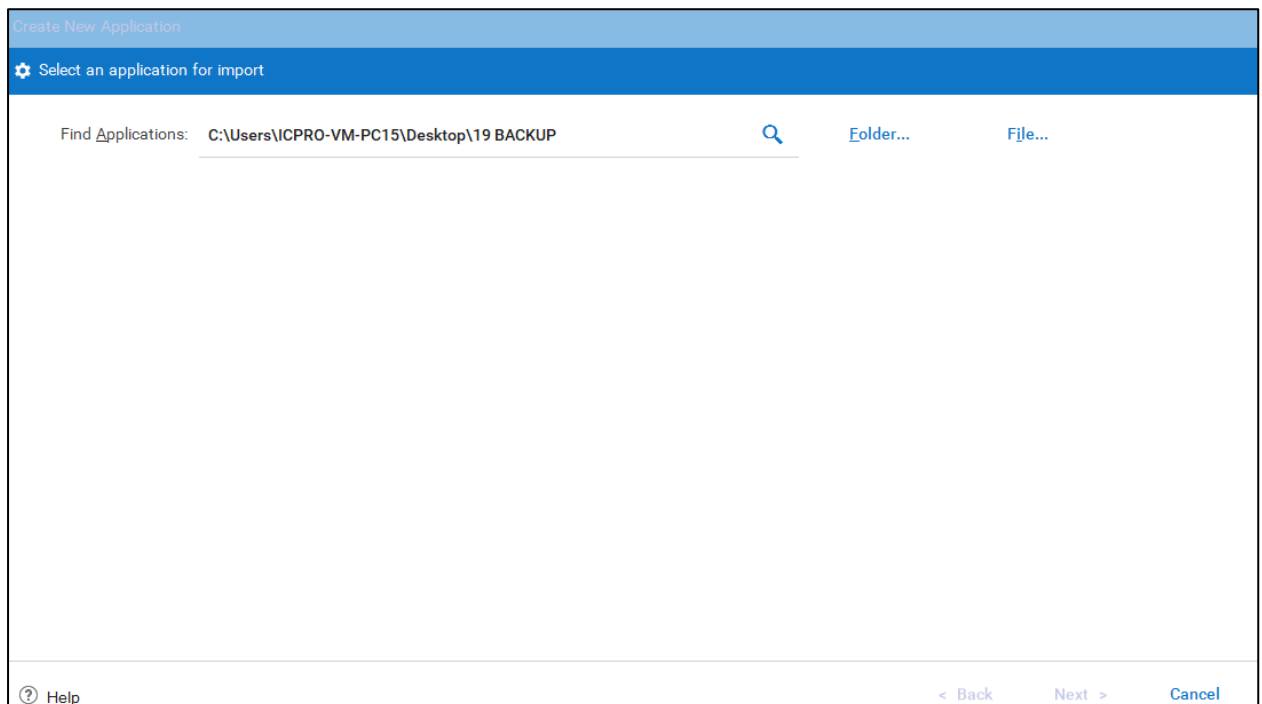 Create New Application
Select an application for import
Find Applications: C:\Users\ICPRO-VM-PC15\Desktop\19 BACKUP Folder... File...
Help < Back Next > Cancel